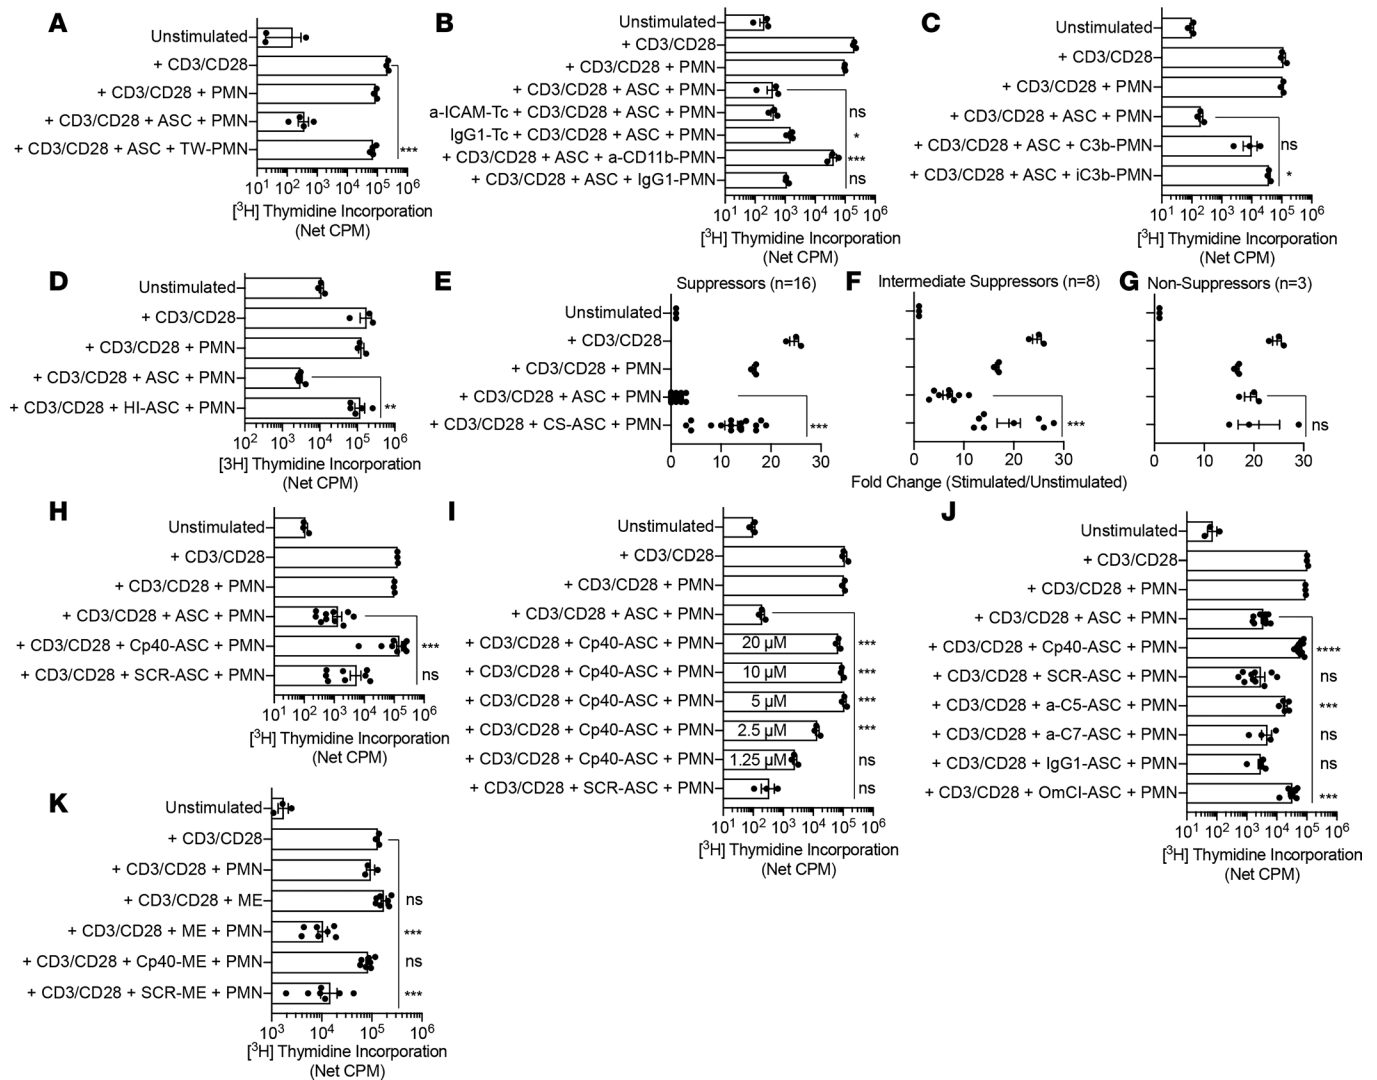 A
Unstimulated
+ CD3/CD28
+ CD3/CD28 + PMN
+ CD3/CD28 + ASC + PMN
+ CD3/CD28 + ASC + TW-PMN
***
10¹ 10² 10³ 10⁴ 10⁵ 10⁶
[³H] Thymidine Incorporation
(Net CPM)
B
Unstimulated
+ CD3/CD28
+ CD3/CD28 + PMN
+ CD3/CD28 + ASC + PMN
a-ICAM-Tc + CD3/CD28 + ASC + PMN ns
IgG1-Tc + CD3/CD28 + ASC + PMN *
+ CD3/CD28 + ASC + a-CD11b-PMN ***
+ CD3/CD28 + ASC + IgG1-PMN ns
10¹ 10² 10³ 10⁴ 10⁵ 10⁶
[³H] Thymidine Incorporation
(Net CPM)
C
Unstimulated
+ CD3/CD28
+ CD3/CD28 + PMN
+ CD3/CD28 + ASC + PMN
+ CD3/CD28 + ASC + C3b-PMN ns
+ CD3/CD28 + ASC + iC3b-PMN *
10¹ 10² 10³ 10⁴ 10⁵ 10⁶
[³H] Thymidine Incorporation
(Net CPM)
D
Unstimulated
+ CD3/CD28
+ CD3/CD28 + PMN
+ CD3/CD28 + ASC + PMN
+ CD3/CD28 + HI-ASC + PMN **
10² 10³ 10⁴ 10⁵ 10⁶
[3H] Thymidine Incorporation
(Net CPM)
E
Suppressors (n=16)
Unstimulated
+ CD3/CD28
+ CD3/CD28 + PMN
+ CD3/CD28 + ASC + PMN
+ CD3/CD28 + CS-ASC + PMN ***
0 10 20 30
F
Intermediate Suppressors (n=8)
***
0 10 20 30
Fold Change (Stimulated/Unstimulated)
G
Non-Suppressors (n=3)
ns
0 10 20 30
H
Unstimulated
+ CD3/CD28
+ CD3/CD28 + PMN
+ CD3/CD28 + ASC + PMN
+ CD3/CD28 + Cp40-ASC + PMN ***
+ CD3/CD28 + SCR-ASC + PMN ns
10¹ 10² 10³ 10⁴ 10⁵ 10⁶
[³H] Thymidine Incorporation
(Net CPM)
I
Unstimulated
+ CD3/CD28
+ CD3/CD28 + PMN
+ CD3/CD28 + ASC + PMN
+ CD3/CD28 + Cp40-ASC + PMN 20 µM ***
+ CD3/CD28 + Cp40-ASC + PMN 10 µM ***
+ CD3/CD28 + Cp40-ASC + PMN 5 µM ***
+ CD3/CD28 + Cp40-ASC + PMN 2.5 µM ***
+ CD3/CD28 + Cp40-ASC + PMN 1.25 µM ns
+ CD3/CD28 + SCR-ASC + PMN ns
10¹ 10² 10³ 10⁴ 10⁵ 10⁶
[³H] Thymidine Incorporation
(Net CPM)
J
Unstimulated
+ CD3/CD28
CD3/CD28 + PMN
+ CD3/CD28 + ASC + PMN
+ CD3/CD28 + Cp40-ASC + PMN ****
+ CD3/CD28 + SCR-ASC + PMN ns
+ CD3/CD28 + a-C5-ASC + PMN ***
+ CD3/CD28 + a-C7-ASC + PMN ns
+ CD3/CD28 + IgG1-ASC + PMN ns
+ CD3/CD28 + OmCI-ASC + PMN ***
10¹ 10² 10³ 10⁴ 10⁵ 10⁶
[³H] Thymidine Incorporation
(Net CPM)
K
Unstimulated
+ CD3/CD28
+ CD3/CD28 + PMN
+ CD3/CD28 + ME ns
+ CD3/CD28 + ME + PMN ***
+ CD3/CD28 + Cp40-ME + PMN ns
+ CD3/CD28 + SCR-ME + PMN ***
10³ 10⁴ 10⁵ 10⁶
[³H] Thymidine Incorporation
(Net CPM)